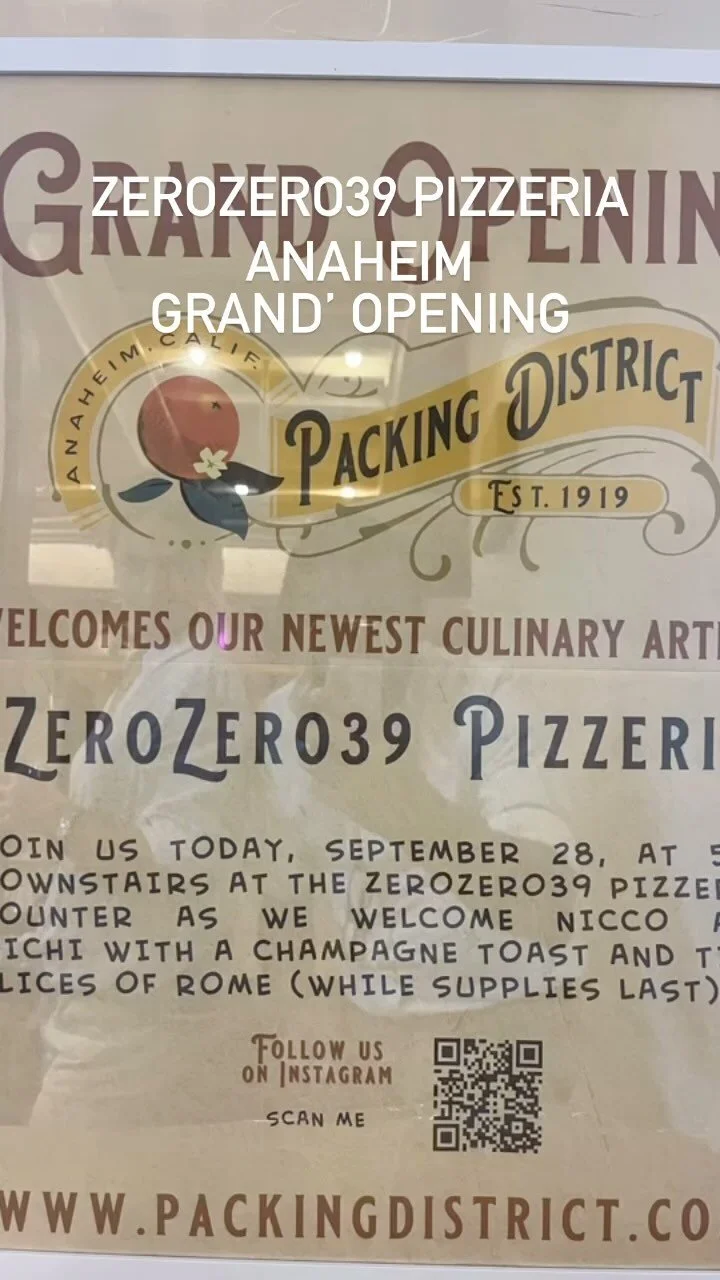 GRAND OPENIN
ZEROZERO39 PIZZERIA
ANAHEIM
GRAND' OPENING
ANAHEIM, CALIF.
PACKING DISTRICT
EST. 1919
ELCOMES OUR NEWEST CULINARY ARTI
ZEROZERO39 PIZZERI
OIN US TODAY, SEPTEMBER 28, AT 5
OWNSTAIRS AT THE ZEROZERO39 PIZZE
OUNTER AS WE WELCOME NICCO A
ICHI WITH A CHAMPAGNE TOAST AND T
LICES OF ROME (WHILE SUPPLIES LAST)
FOLLOW US
ON INSTAGRAM
SCAN ME
WWW.PACKINGDISTRICT.CO